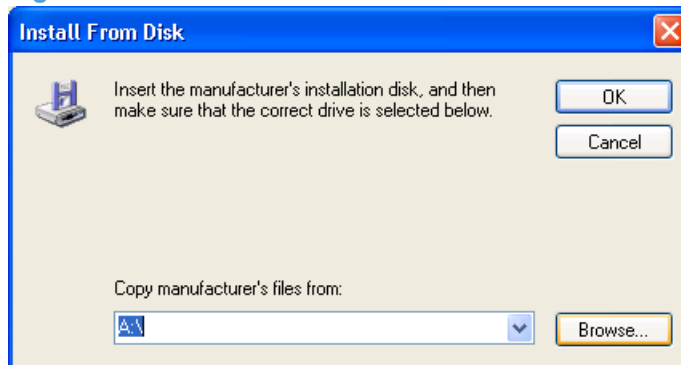 Install From Disk
Insert the manufacturer's installation disk, and then
make sure that the correct drive is selected below.
OK
Cancel
Copy manufacturer's files from:
A:\
Browse...